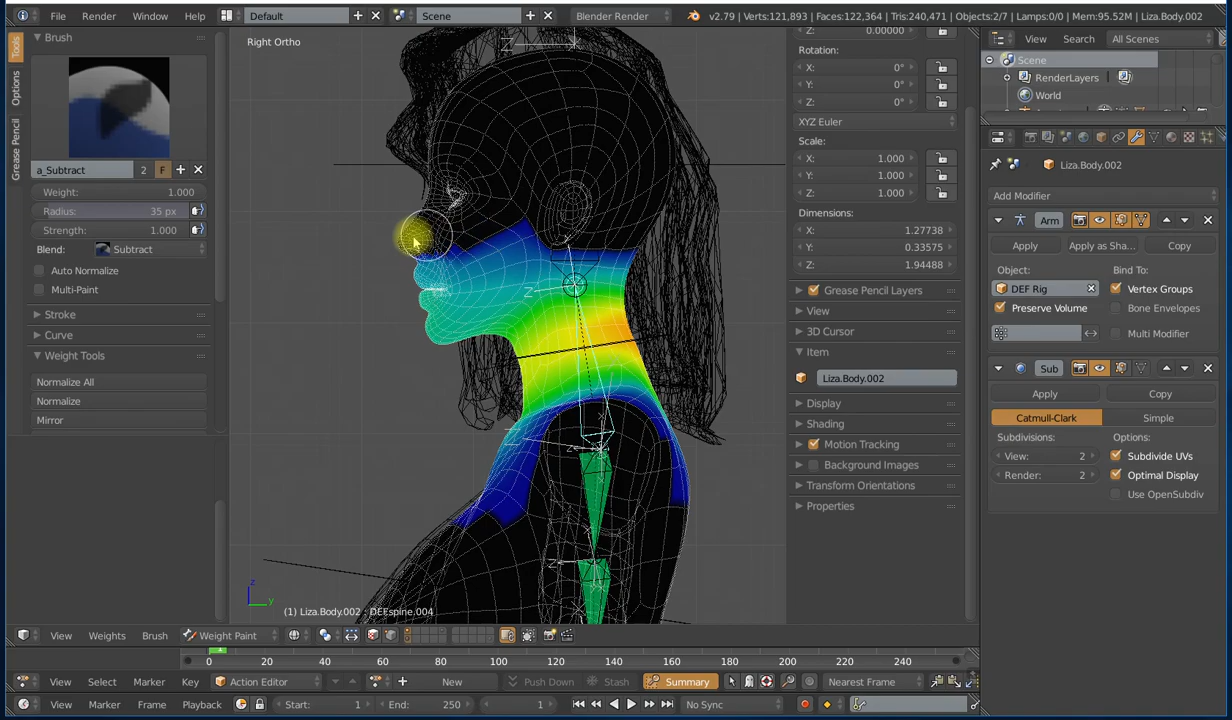 File Render Window Help Default Scene Blender Render v2.79 | Verts:121,893 | Faces:122,364 | Tris:240,471 | Objects:2/7 | Lamps:0/0 | Mem:95.52M | Liza.Body.002
Tools
Options
Grease Pencil
Brush
a_Subtract 2 F
Weight: 1.000
Radius: 35 px
Strength: 1.000
Blend: Subtract
Auto Normalize
Multi-Paint
Stroke
Curve
Weight Tools
Normalize All
Normalize
Mirror
Right Ortho
(1) Liza.Body.002 : DEFspine.004
Z: 0.00000
Rotation:
X: 0°
Y: 0°
Z: 0°
XYZ Euler
Scale:
X: 1.000
Y: 1.000
Z: 1.000
Dimensions:
X: 1.27738
Y: 0.33575
Z: 1.94488
Grease Pencil Layers
View
3D Cursor
Item
Liza.Body.002
Display
Shading
Motion Tracking
Background Images
Transform Orientations
Properties
View Search All Scenes
Scene
RenderLayers
World
Liza.Body.002
Add Modifier
Arm
Apply Apply as Sha... Copy
Object: Bind To:
DEF Rig Vertex Groups
Preserve Volume Bone Envelopes
Multi Modifier
Sub
Apply Copy
Catmull-Clark Simple
Subdivisions: Options:
View: 2 Subdivide UVs
Render: 2 Optimal Display
Use OpenSubdiv
View Weights Brush Weight Paint
0 20 40 60 80 100 120 140 160 180 200 220 240
View Select Marker Key Action Editor New Push Down Stash Summary Nearest Frame
View Marker Frame Playback Start: 1 End: 250 1 No Sync